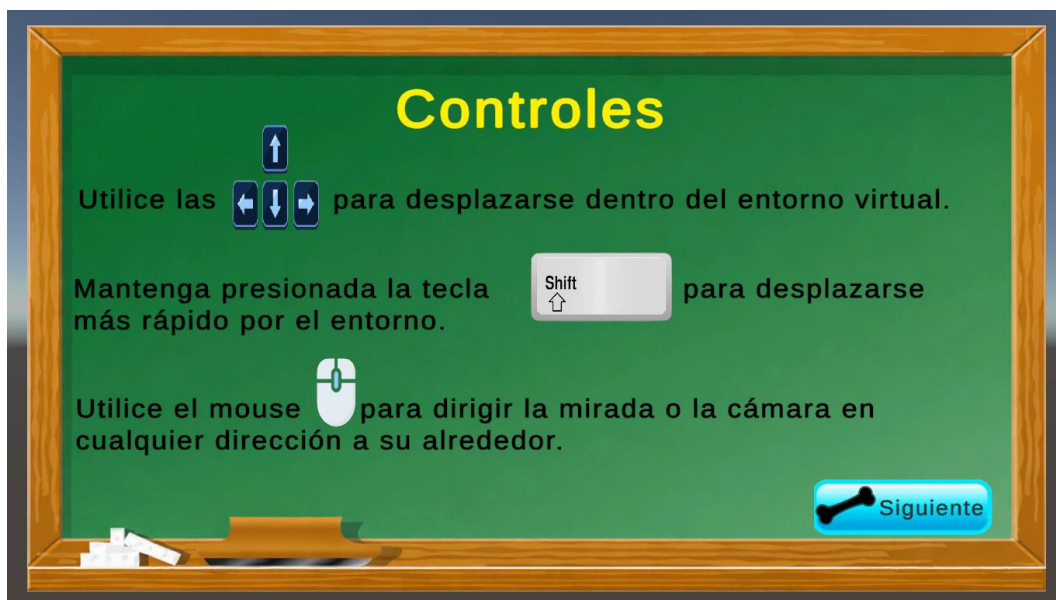 Controles
Utilice las para desplazarse dentro del entorno virtual.
Mantenga presionada la tecla Shift para desplazarse
más rápido por el entorno.
Utilice el mouse para dirigir la mirada o la cámara en
cualquier dirección a su alrededor.
Siguiente